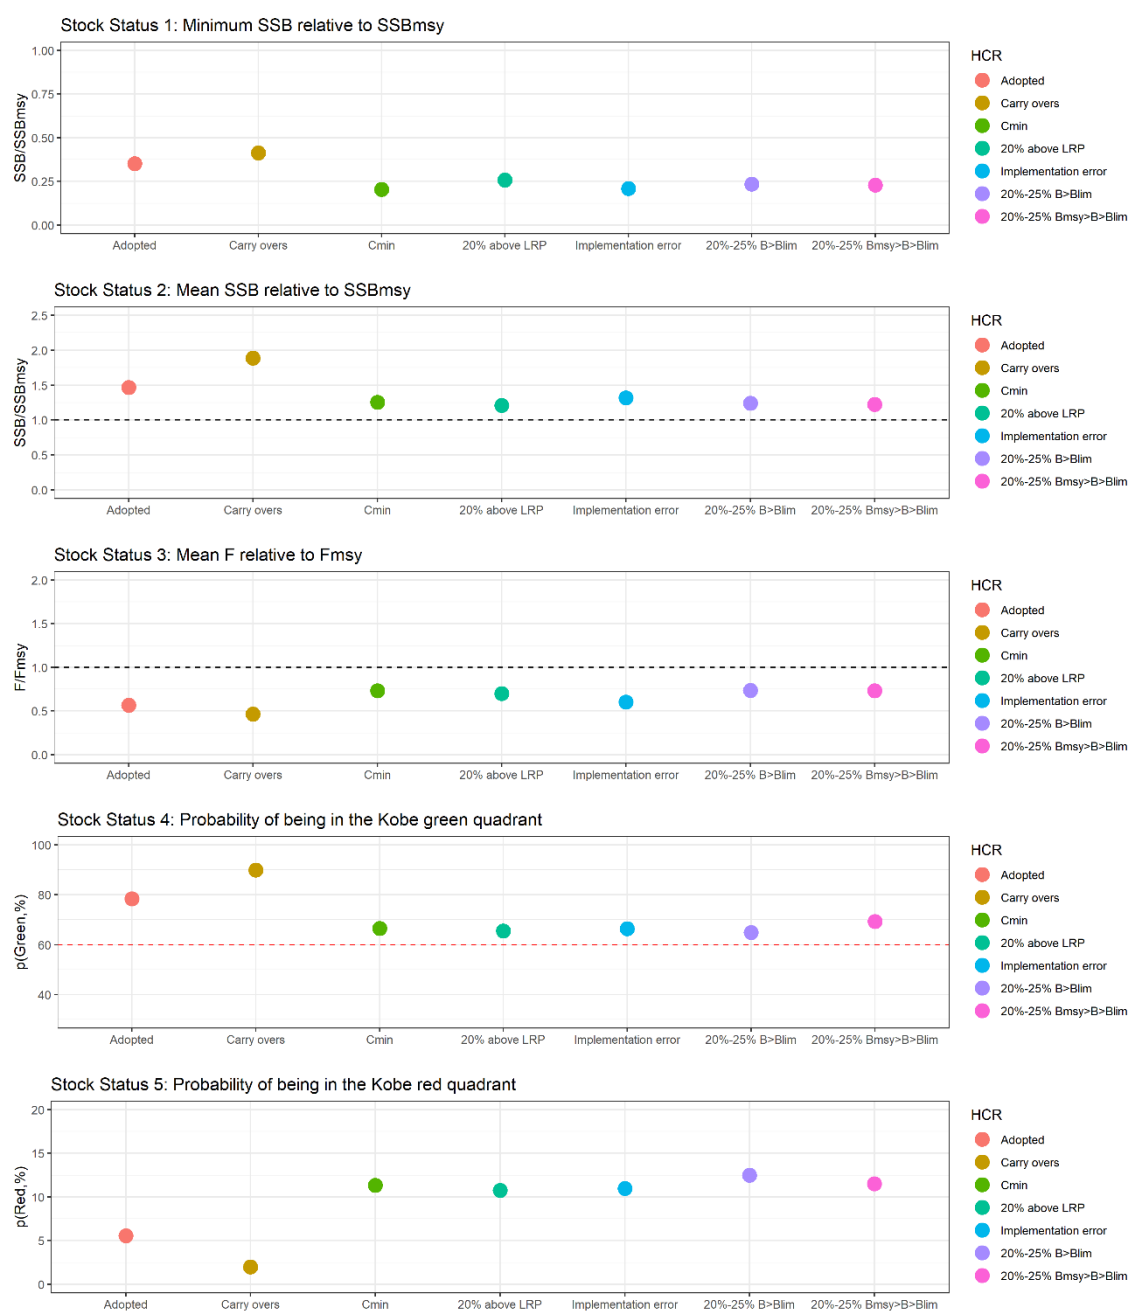 Stock Status 1: Minimum SSB relative to SSBmsy
SSB/SSBmsy
1.00
0.75
0.50
0.25
0.00
Adopted Carry overs Cmin 20% above LRP Implementation error 20%-25% B>Blim 20%-25% Bmsy>B>Blim
HCR
Adopted
Carry overs
Cmin
20% above LRP
Implementation error
20%-25% B>Blim
20%-25% Bmsy>B>Blim
Stock Status 2: Mean SSB relative to SSBmsy
SSB/SSBmsy
2.5
2.0
1.5
1.0
0.5
0.0
Adopted Carry overs Cmin 20% above LRP Implementation error 20%-25% B>Blim 20%-25% Bmsy>B>Blim
HCR
Adopted
Carry overs
Cmin
20% above LRP
Implementation error
20%-25% B>Blim
20%-25% Bmsy>B>Blim
Stock Status 3: Mean F relative to Fmsy
F/Fmsy
2.0
1.5
1.0
0.5
0.0
Adopted Carry overs Cmin 20% above LRP Implementation error 20%-25% B>Blim 20%-25% Bmsy>B>Blim
HCR
Adopted
Carry overs
Cmin
20% above LRP
Implementation error
20%-25% B>Blim
20%-25% Bmsy>B>Blim
Stock Status 4: Probability of being in the Kobe green quadrant
p(Green,%)
100
80
60
40
Adopted Carry overs Cmin 20% above LRP Implementation error 20%-25% B>Blim 20%-25% Bmsy>B>Blim
HCR
Adopted
Carry overs
Cmin
20% above LRP
Implementation error
20%-25% B>Blim
20%-25% Bmsy>B>Blim
Stock Status 5: Probability of being in the Kobe red quadrant
p(Red,%)
20
15
10
5
0
Adopted Carry overs Cmin 20% above LRP Implementation error 20%-25% B>Blim 20%-25% Bmsy>B>Blim
HCR
Adopted
Carry overs
Cmin
20% above LRP
Implementation error
20%-25% B>Blim
20%-25% Bmsy>B>Blim